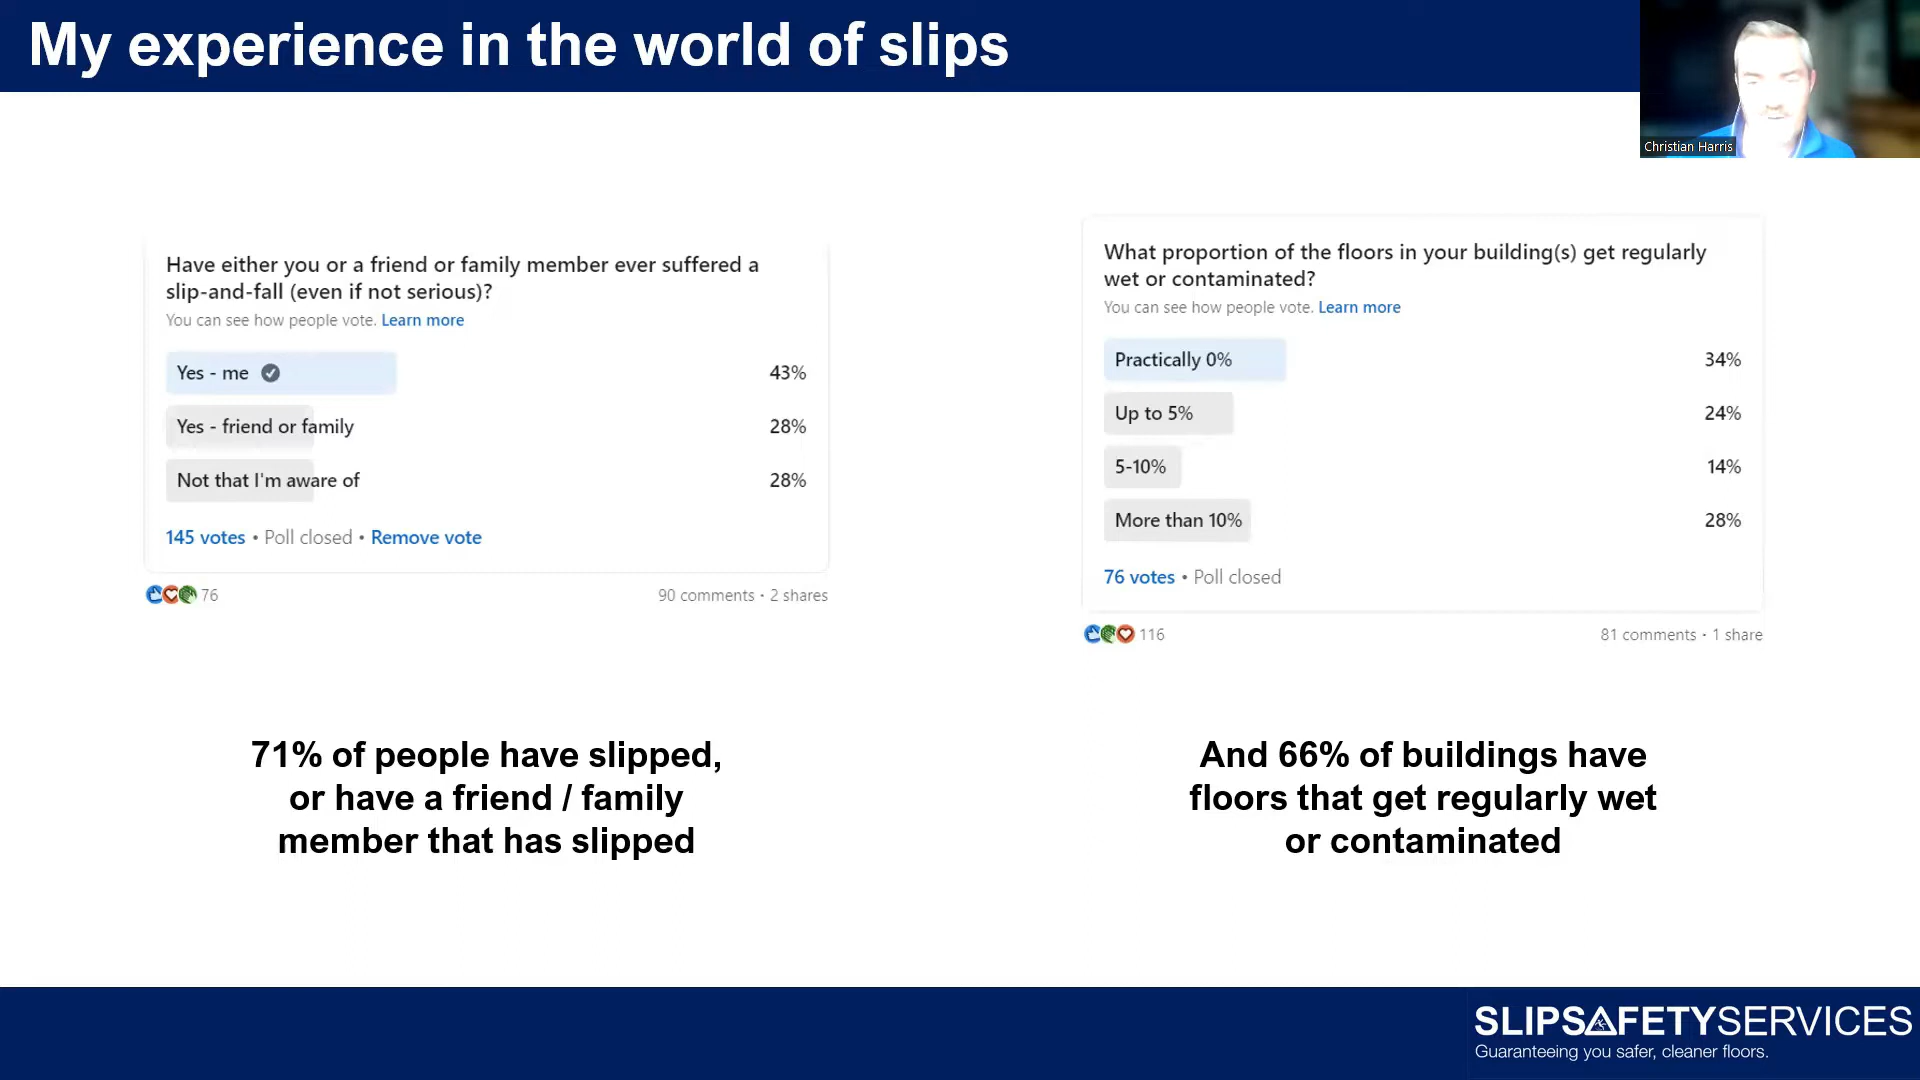 My experience in the world of slips
Christian Harris
Have either you or a friend or family member ever suffered a
slip-and-fall (even if not serious)?
You can see how people vote. Learn more
Yes - me 43%
Yes - friend or family 28%
Not that I'm aware of 28%
145 votes • Poll closed • Remove vote
76 90 comments • 2 shares
What proportion of the floors in your building(s) get regularly
wet or contaminated?
You can see how people vote. Learn more
Practically 0% 34%
Up to 5% 24%
5-10% 14%
More than 10% 28%
76 votes • Poll closed
116 81 comments • 1 share
71% of people have slipped,
or have a friend / family
member that has slipped
And 66% of buildings have
floors that get regularly wet
or contaminated
SLIPSAFETYSERVICES
Guaranteeing you safer, cleaner floors.